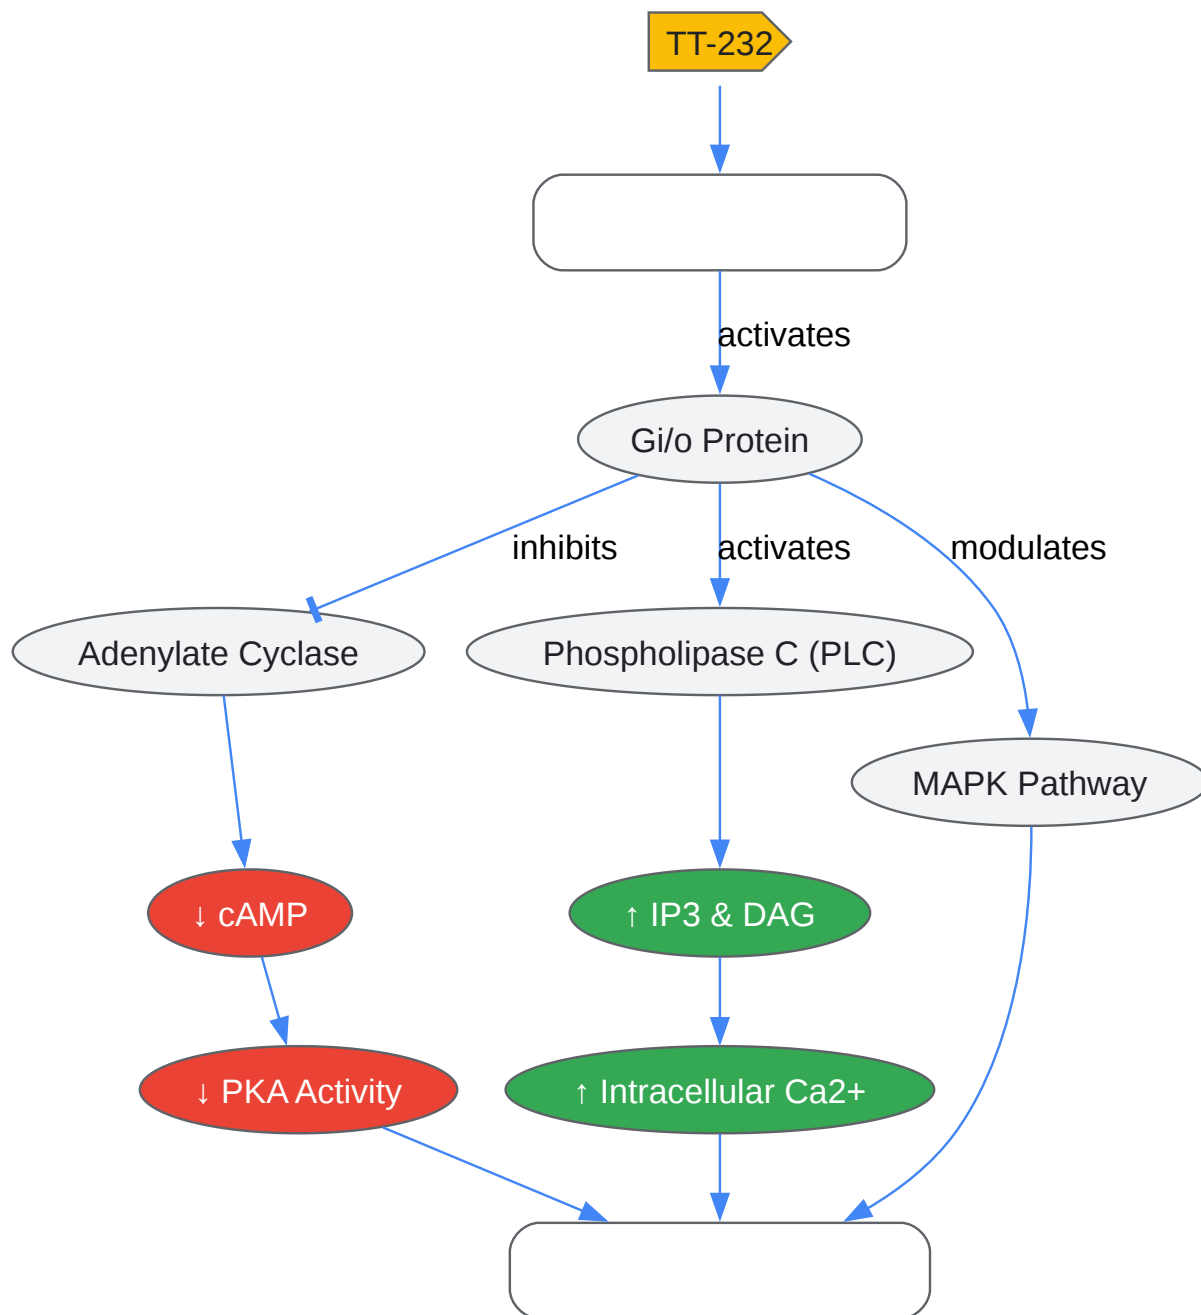 TT-232
activates
Gi/o Protein
inhibits
activates
modulates
Adenylate Cyclase
Phospholipase C (PLC)
MAPK Pathway
↓ cAMP
↑ IP3 & DAG
↓ PKA Activity
↑ Intracellular Ca2+